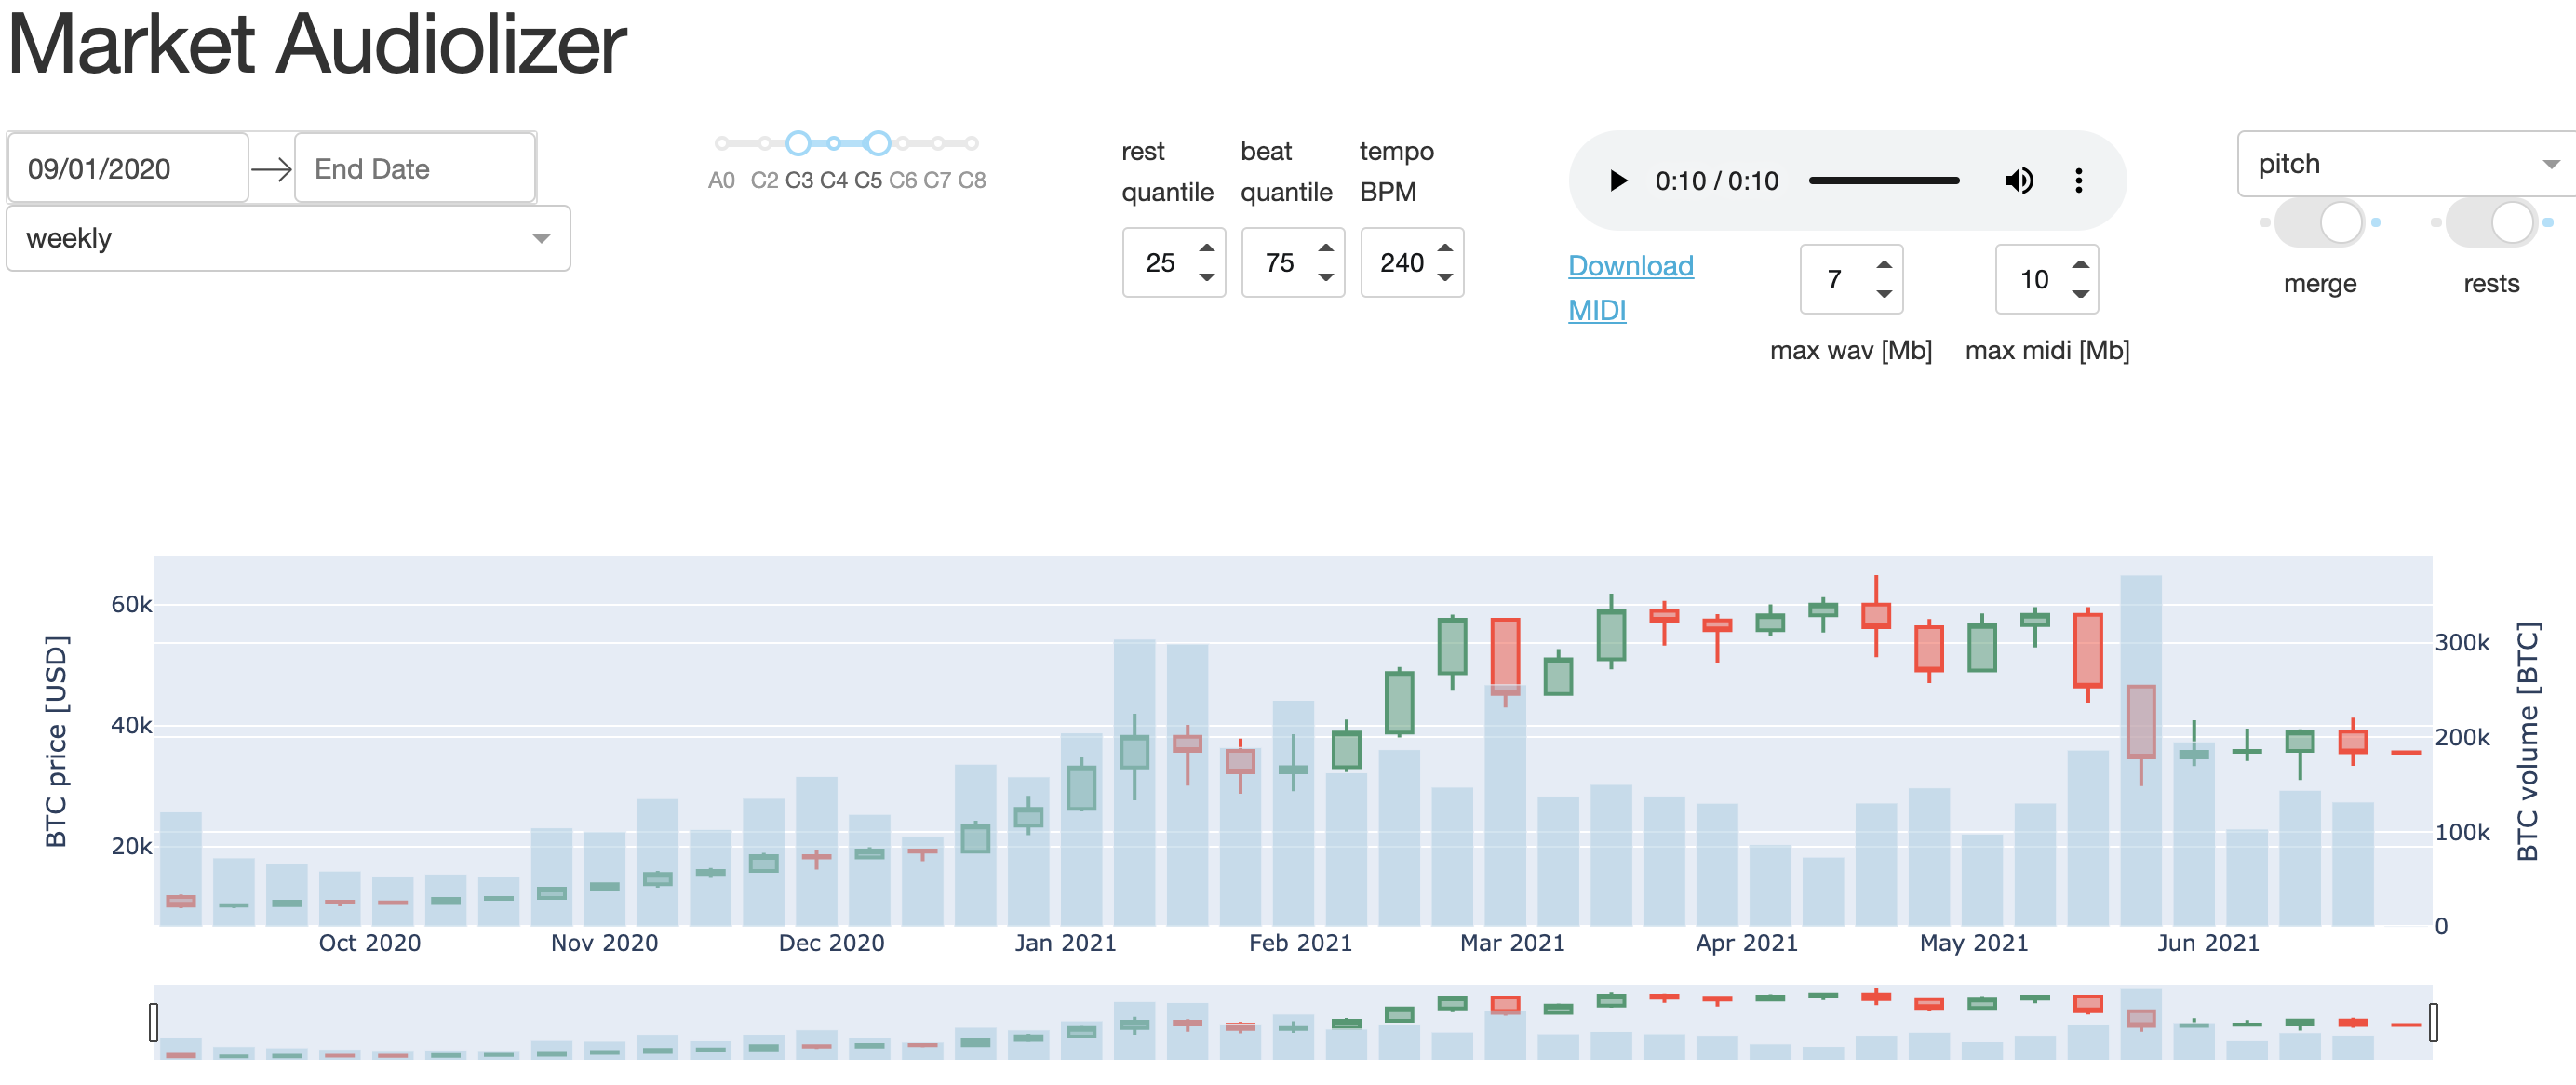 Market Audiolizer
09/01/2020
End Date
weekly
A0 C2 C3 C4 C5 C6 C7 C8
rest quantile
beat quantile
tempo BPM
25
75
240
0:10 / 0:10
Download
MIDI
7
10
max wav [Mb]
max midi [Mb]
pitch
merge
rests
BTC price [USD]
60k
40k
20k
300k
200k
100k
0
BTC volume [BTC]
Oct 2020
Nov 2020
Dec 2020
Jan 2021
Feb 2021
Mar 2021
Apr 2021
May 2021
Jun 2021